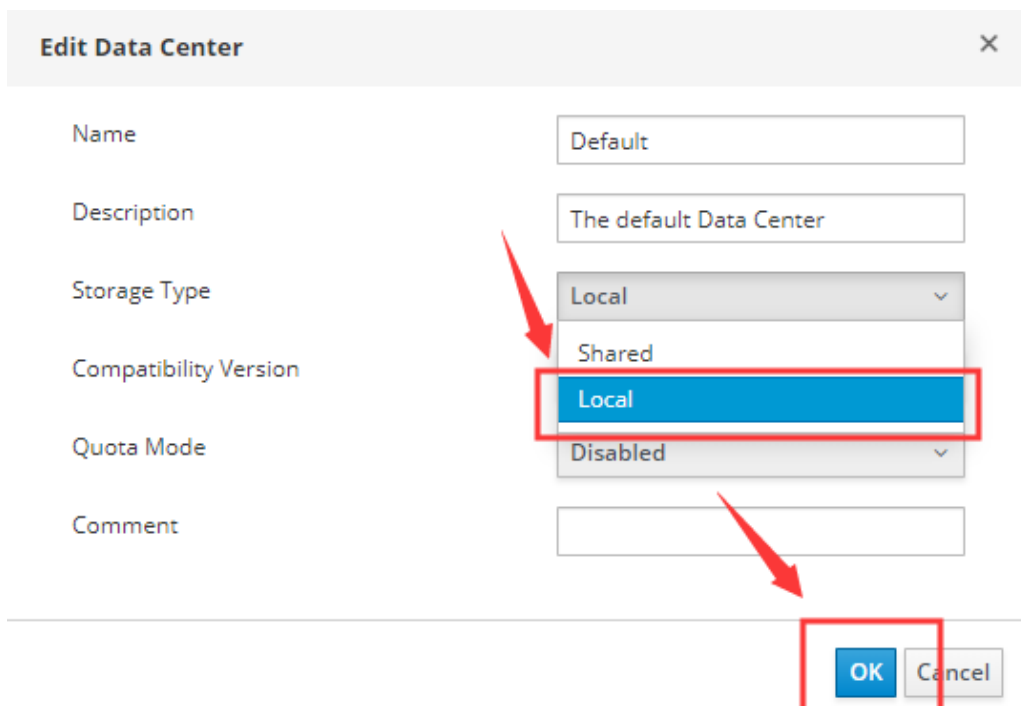 Edit Data Center ×
Name
Default
Description
The default Data Center
Storage Type
Local
Shared
Compatibility Version
Local
Quota Mode
Disabled
Comment
OK
Cancel